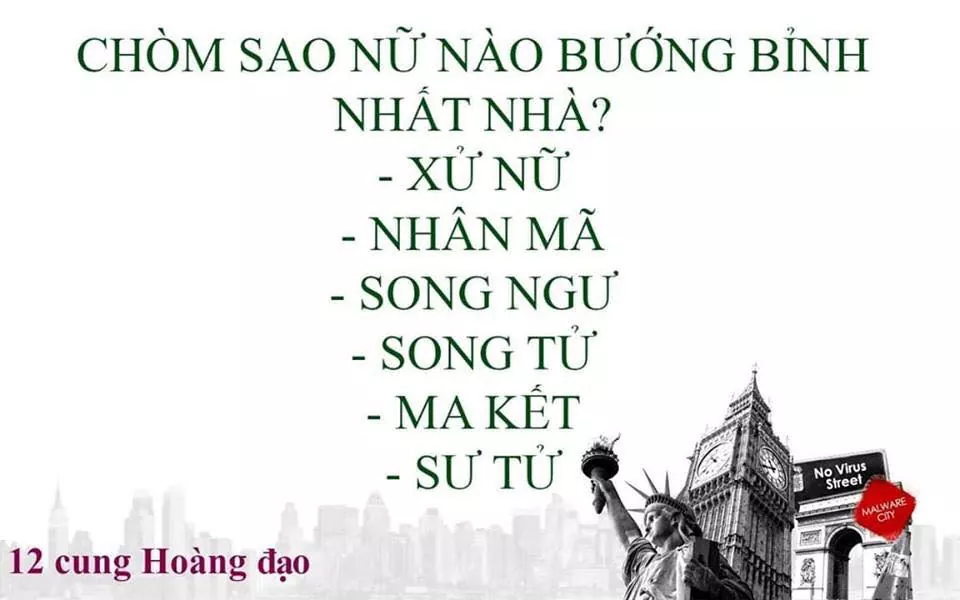 CHÒM SAO NỮ NÀO BƯỚNG BỈNH
NHẤT NHÀ?
- XỬ NỮ
- NHÂN MÃ
- SONG NGƯ
- SONG TỬ
- MA KẾT
- SƯ TỬ
No Virus
Street
MALWARE
CITY
12 cung Hoàng đạo